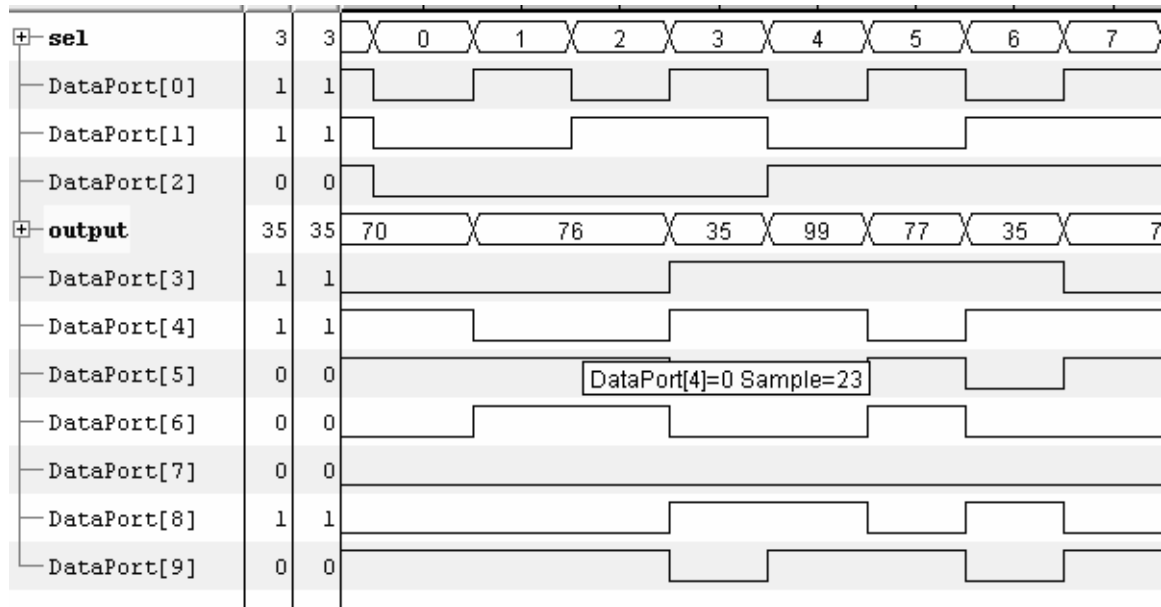 sel 3 3 0 1 2 3 4 5 6 7
DataPort[0] 1 1
DataPort[1] 1 1
DataPort[2] 0 0
output 35 35 70 76 35 99 77 35 7
DataPort[3] 1 1
DataPort[4] 1 1
DataPort[5] 0 0 DataPort[4]=0 Sample=23
DataPort[6] 0 0
DataPort[7] 0 0
DataPort[8] 1 1
DataPort[9] 0 0